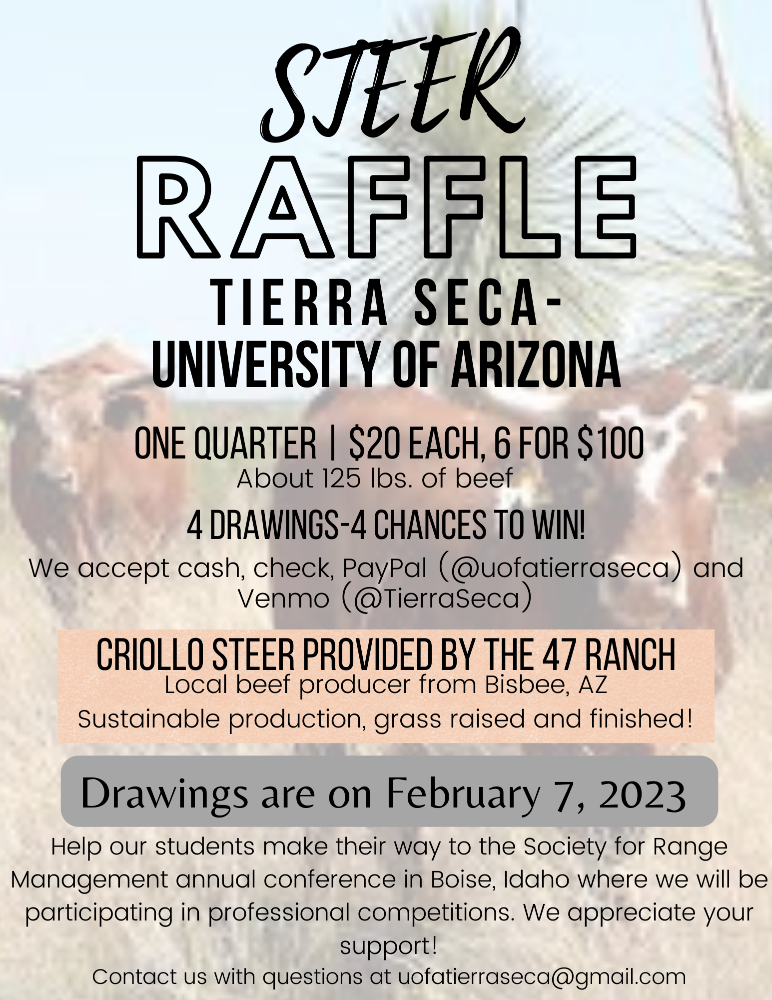 STEER
RAFFLE
TIERRA SECA-
UNIVERSITY OF ARIZONA
ONE QUARTER | $20 EACH, 6 FOR $100
About 125 lbs. of beef
4 DRAWINGS-4 CHANCES TO WIN!
We accept cash, check, PayPal (@uofatierraseca) and
Venmo (@TierraSeca)
CRIOLLO STEER PROVIDED BY THE 47 RANCH
Local beef producer from Bisbee, AZ
Sustainable production, grass raised and finished!
Drawings are on February 7, 2023
Help our students make their way to the Society for Range
Management annual conference in Boise, Idaho where we will be
participating in professional competitions. We appreciate your
support!
Contact us with questions at uofatierraseca@gmail.com